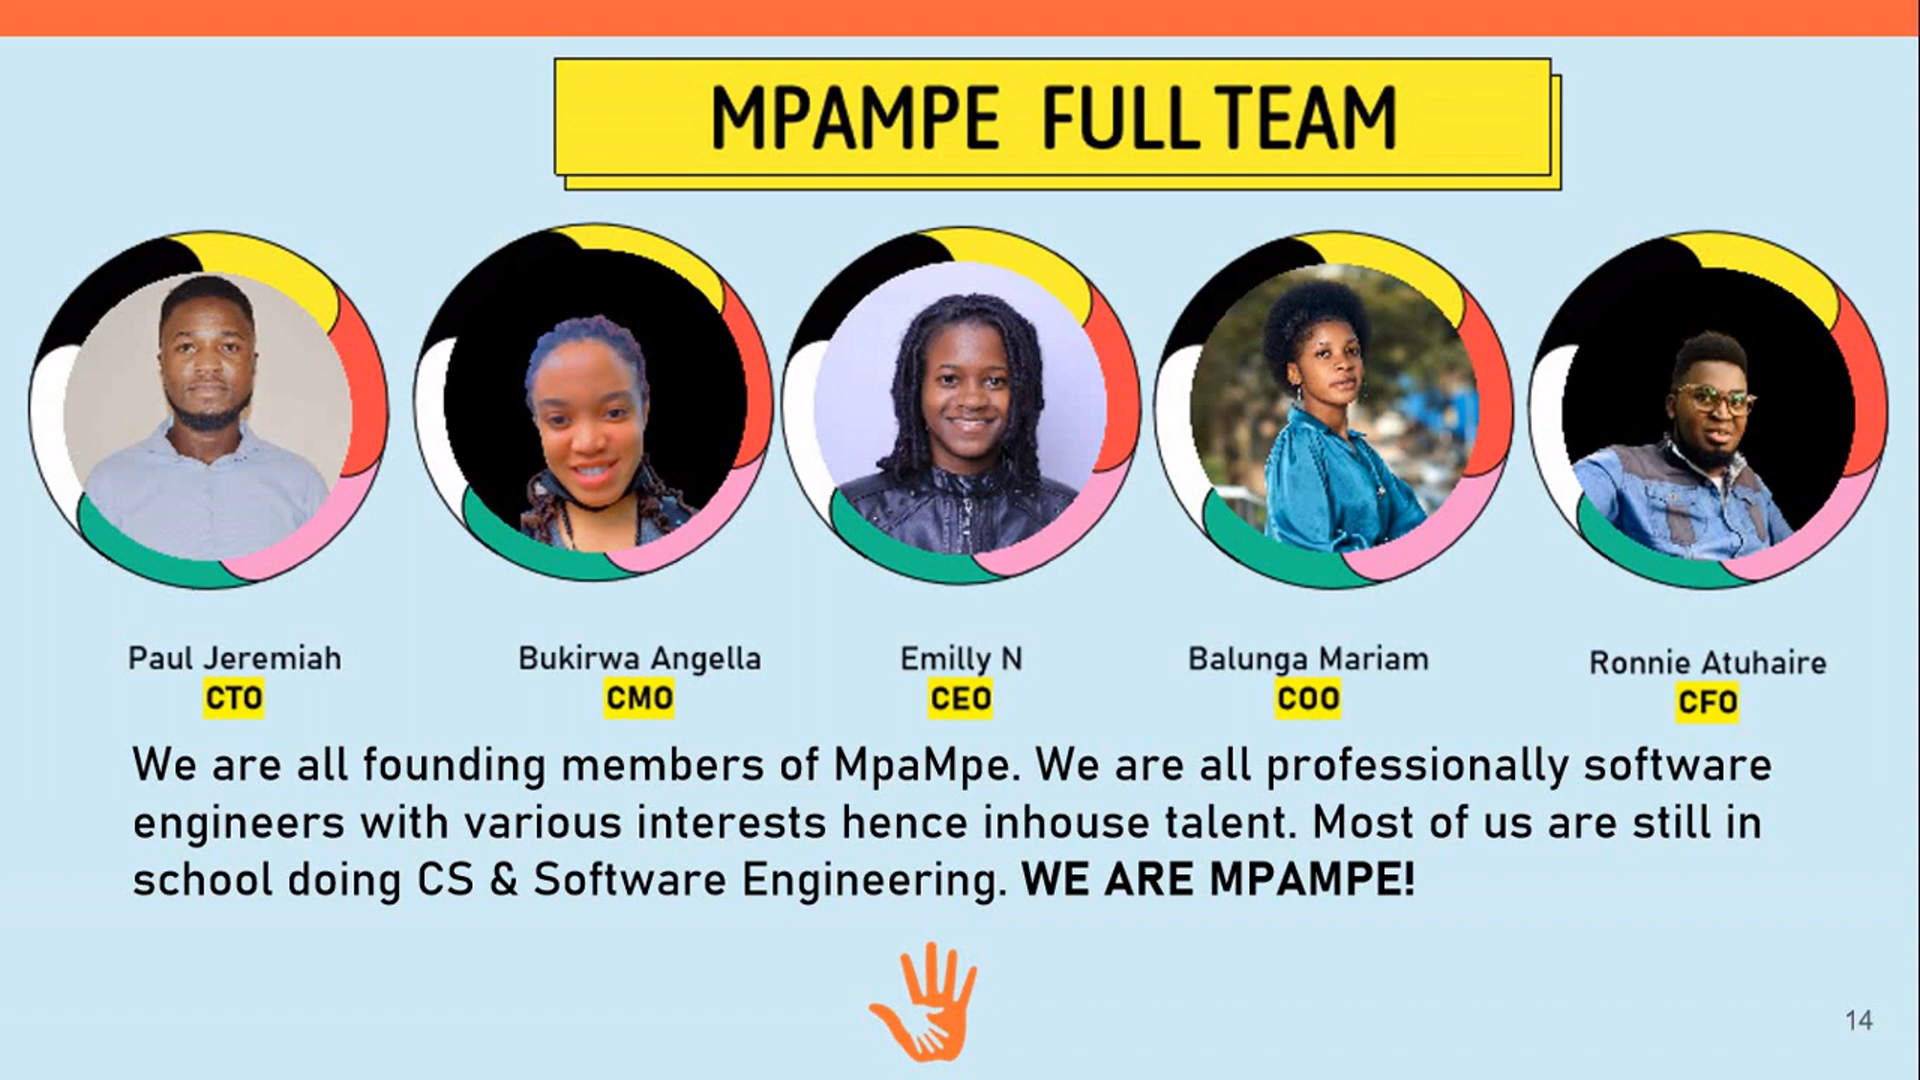 MPAMPE FULL TEAM
Paul Jeremiah
CTO
Bukirwa Angella
CMO
Emilly N
CEO
Balunga Mariam
COO
Ronnie Atuhaire
CFO
We are all founding members of MpaMpe. We are all professionally software
engineers with various interests hence inhouse talent. Most of us are still in
school doing CS & Software Engineering. WE ARE MPAMPE!
14